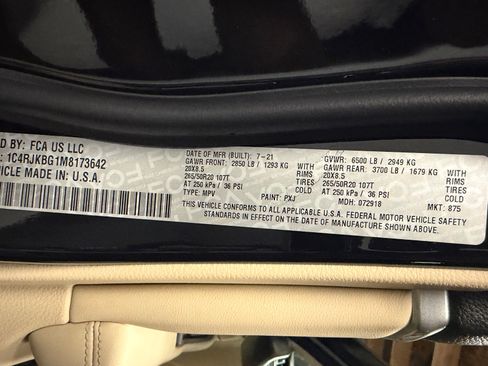 D BY: FCA US LLC
: 1C4RJKBG1M8173642
HICLE MADE IN: U.S.A.
DATE OF MFR (BUILT): 7-21 GVWR: 6500 LB / 2949 KG
GAWR FRONT: 2850 LB / 1293 KG WITH GAWR REAR: 3700 LB / 1679 KG WITH
20X8.5 RIMS 20X8.5 RIMS
265/50R20 107T TIRES 265/50R20 107T TIRES
AT 250 kPa / 36 PSI COLD AT 250 kPa / 36 PSI COLD
TYPE: MPV PAINT: PXJ MDH: 072918 MKT: 875
THIS VEHICLE CONFORMS TO ALL APPLICABLE U.S.A. FEDERAL MOTOR VEHICLE SAFETY
STANDARDS IN EFFECT ON THE DATE OF MANUFACTURE SHOWN ABOVE.